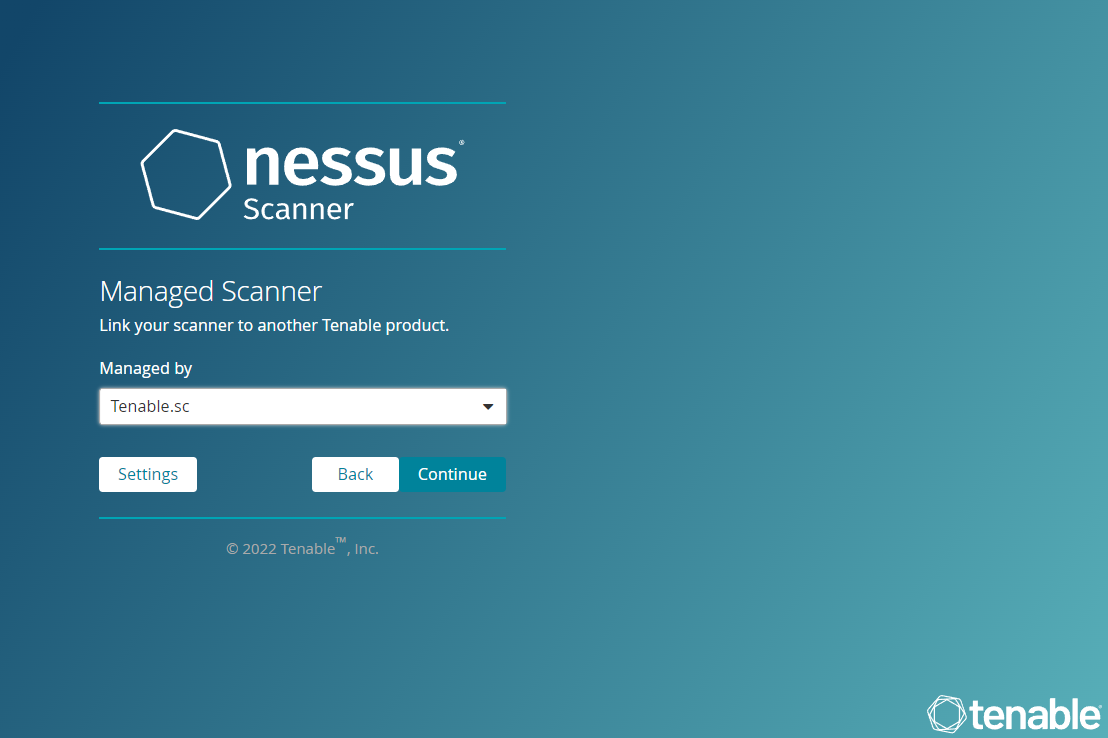 nessus®
Scanner
Managed Scanner
Link your scanner to another Tenable product.
Managed by
Tenable.sc
Settings
Back
Continue
© 2022 Tenable™, Inc.
tenable®